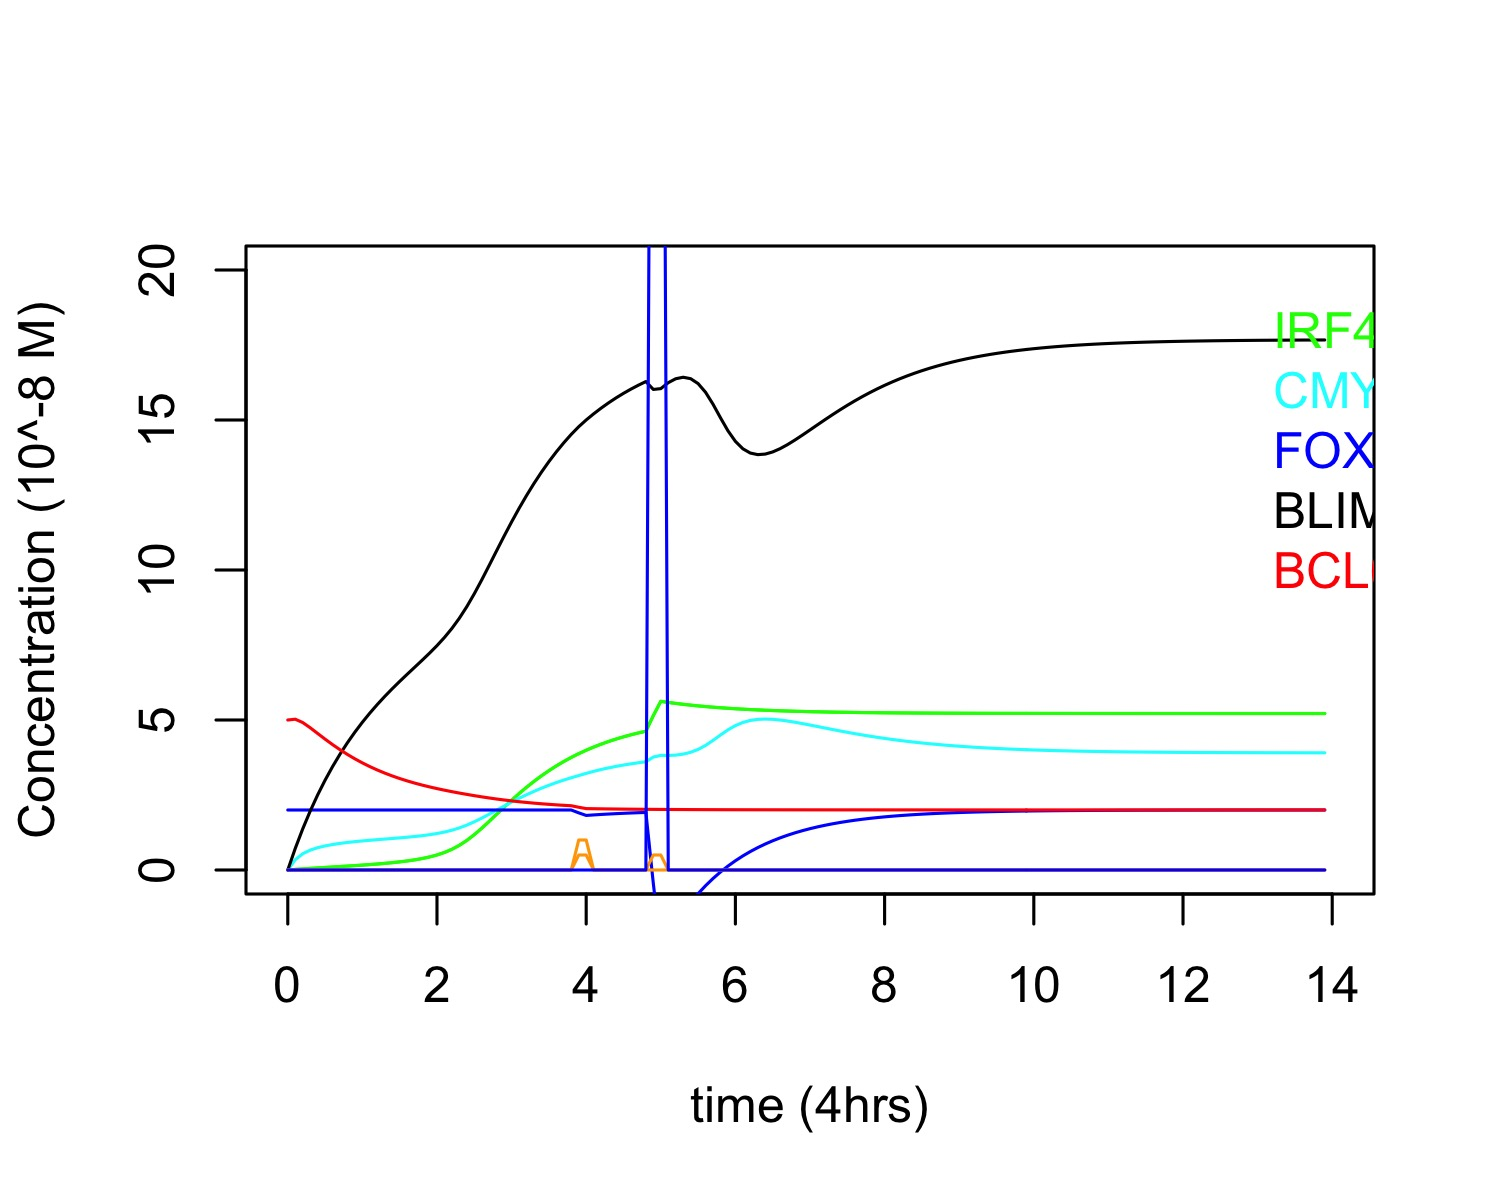 20
15
10
5
0
Concentration (10^-8 M)
IRF4
CMY
FOX
BLIM
BCL
0 2 4 6 8 10 12 14
time (4hrs)